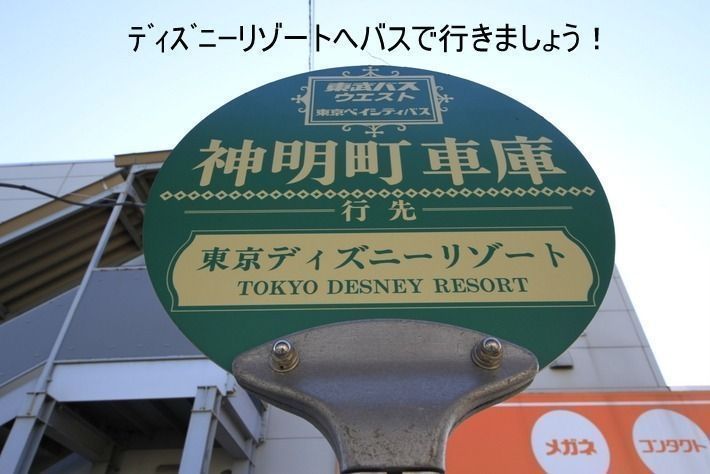 ﾃﾞｨｽﾞﾆｰリゾートへバスで行きましょう！
東武バス
ウエスト
東京ベイシティバス
神明町車庫
行先
東京ディズニーリゾート
TOKYO DESNEY RESORT
メガネ
コンタクト